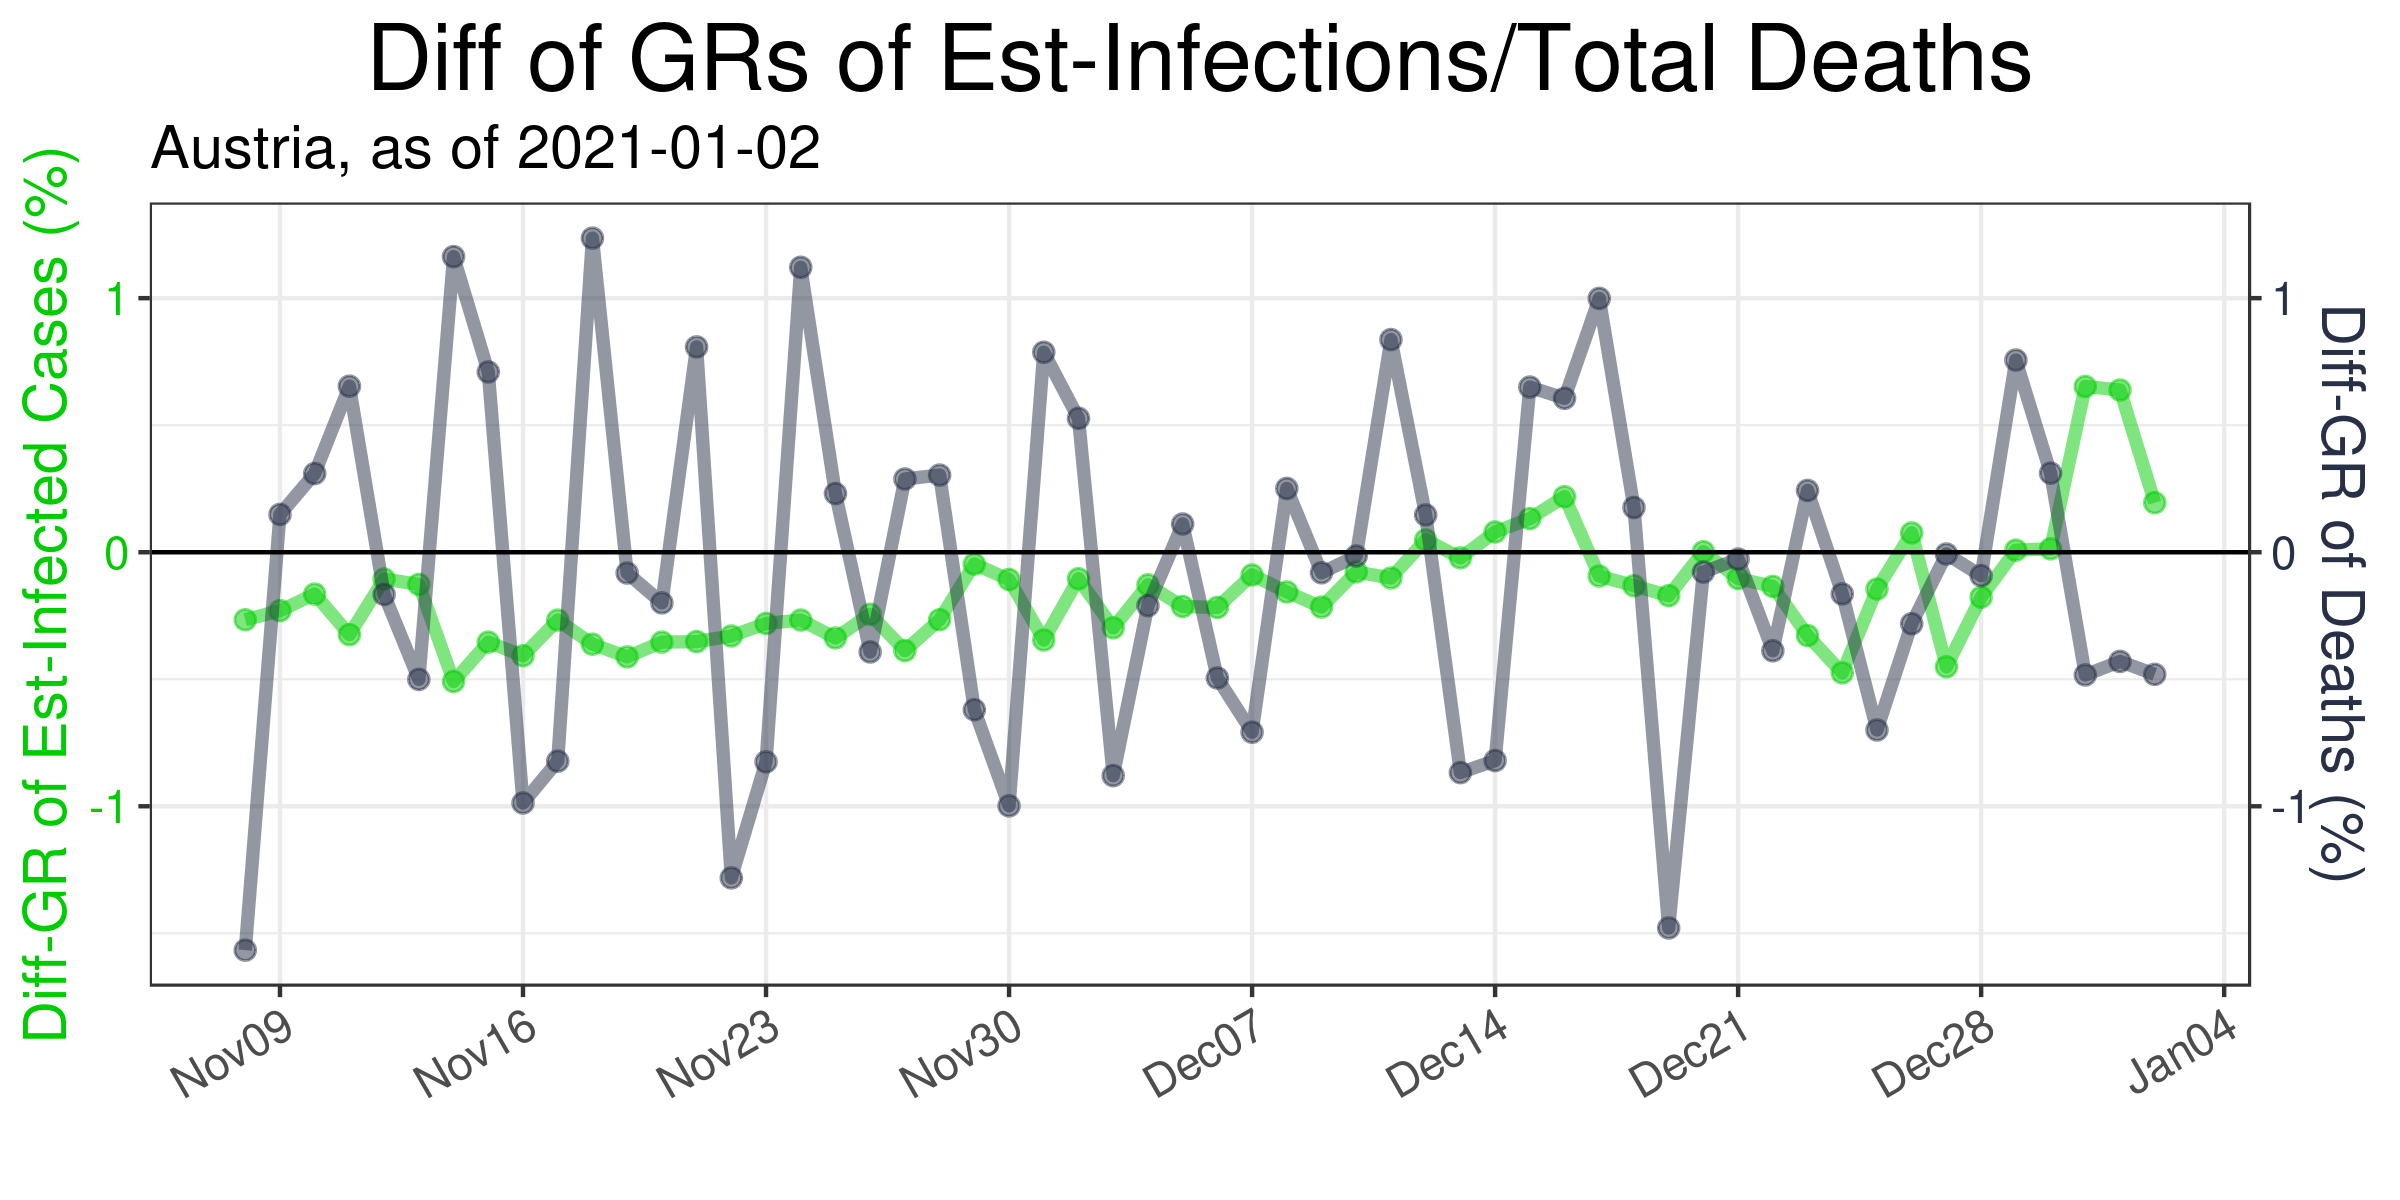 Diff of GRs of Est-Infections/Total Deaths
Austria, as of 2021-01-02
Diff-GR of Est-Infected Cases (%)
1
0
-1
1
0
-1
Diff-GR of Deaths (%)
Nov09
Nov16
Nov23
Nov30
Dec07
Dec14
Dec21
Dec28
Jan04